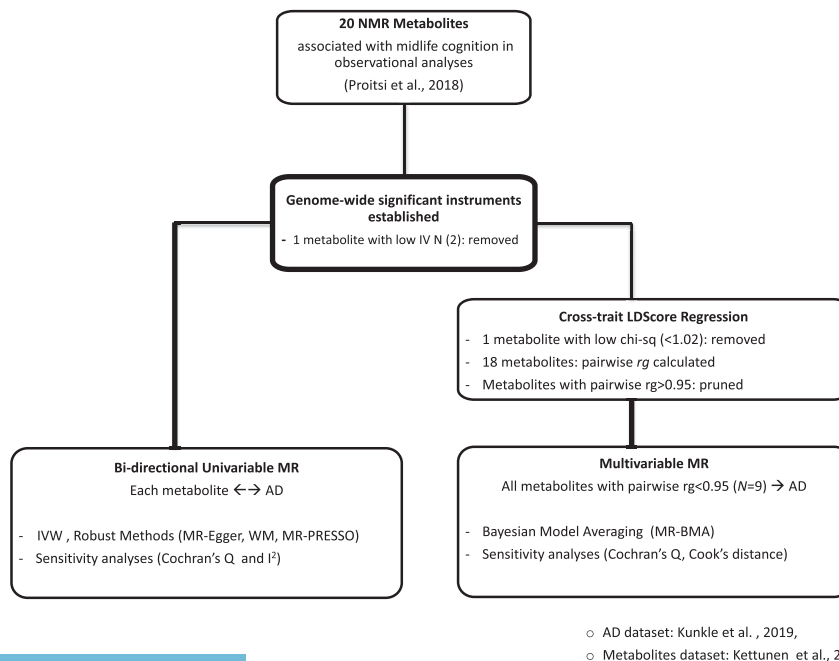 20 NMR Metabolites
associated with midlife cognition in
observational analyses
(Proitsi et al., 2018)
Genome-wide significant instruments
established
- 1 metabolite with low IV N (2): removed
Cross-trait LDScore Regression
- 1 metabolite with low chi-sq (<1.02): removed
- 18 metabolites: pairwise rg calculated
- Metabolites with pairwise rg>0.95: pruned
Bi-directional Univariable MR
Each metabolite ←→ AD
- IVW , Robust Methods (MR-Egger, WM, MR-PRESSO)
- Sensitivity analyses (Cochran's Q and I²)
Multivariable MR
All metabolites with pairwise rg<0.95 (N=9) → AD
- Bayesian Model Averaging (MR-BMA)
- Sensitivity analyses (Cochran's Q, Cook's distance)
○ AD dataset: Kunkle et al. , 2019,
○ Metabolites dataset: Kettunen et al.,